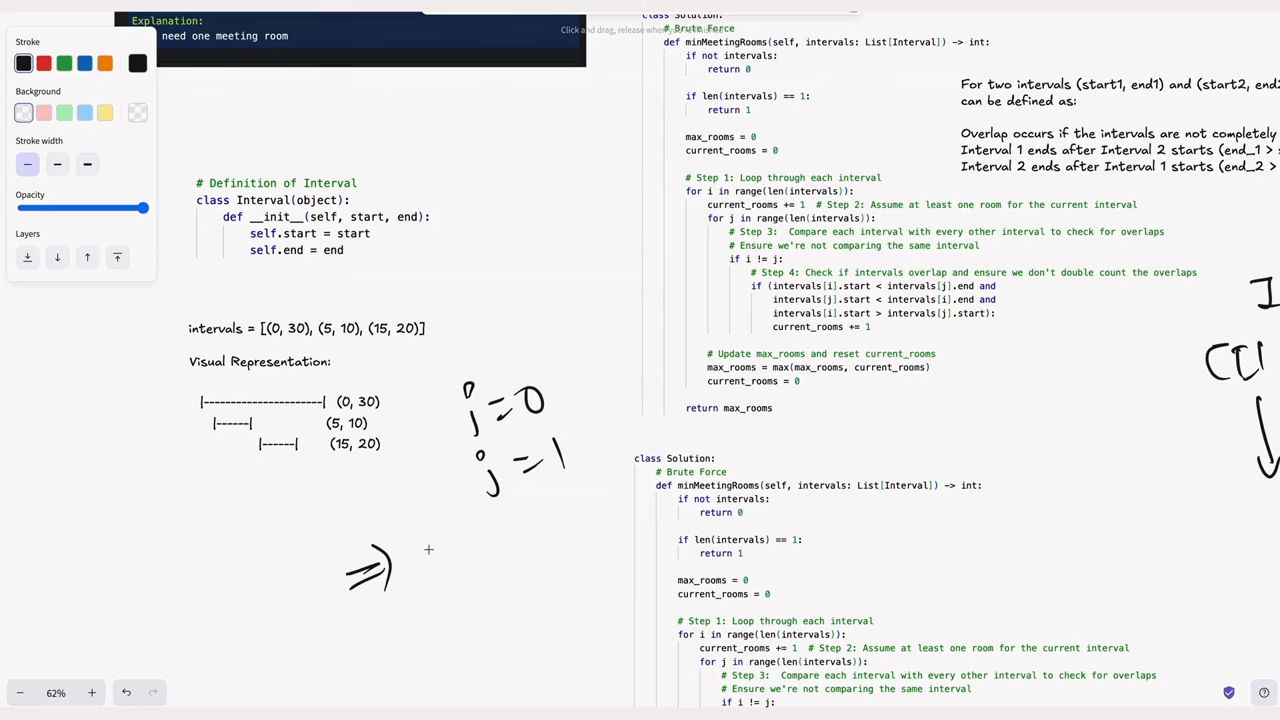 Explanation:
need one meeting room
Stroke
Background
Stroke width
Opacity
Layers
Click and drag, release when you're finished
# Definition of Interval
class Interval(object):
def __init__(self, start, end):
self.start = start
self.end = end
intervals = [(0, 30), (5, 10), (15, 20)]
Visual Representation:
|----------------------| (0, 30)
|------| (5, 10)
|------| (15, 20)
i = 0
j = 1
⇒
62%
class Solution:
# Brute Force
def minMeetingRooms(self, intervals: List[Interval]) -> int:
if not intervals:
return 0
if len(intervals) == 1:
return 1
max_rooms = 0
current_rooms = 0
# Step 1: Loop through each interval
for i in range(len(intervals)):
current_rooms += 1 # Step 2: Assume at least one room for the current interval
for j in range(len(intervals)):
# Step 3: Compare each interval with every other interval to check for overlaps
# Ensure we're not comparing the same interval
if i != j:
# Step 4: Check if intervals overlap and ensure we don't double count the overlaps
if (intervals[i].start < intervals[j].end and
intervals[j].start < intervals[i].end and
intervals[i].start > intervals[j].start):
current_rooms += 1
# Update max_rooms and reset current_rooms
max_rooms = max(max_rooms, current_rooms)
current_rooms = 0
return max_rooms
class Solution:
# Brute Force
def minMeetingRooms(self, intervals: List[Interval]) -> int:
if not intervals:
return 0
if len(intervals) == 1:
return 1
max_rooms = 0
current_rooms = 0
# Step 1: Loop through each interval
for i in range(len(intervals)):
current_rooms += 1 # Step 2: Assume at least one room for the current interval
for j in range(len(intervals)):
# Step 3: Compare each interval with every other interval to check for overlaps
# Ensure we're not comparing the same interval
if i != j:
For two intervals (start1, end1) and (start2, end2
can be defined as:
Overlap occurs if the intervals are not completely
Interval 1 ends after Interval 2 starts (end_1 >
Interval 2 ends after Interval 1 starts (end_2 >